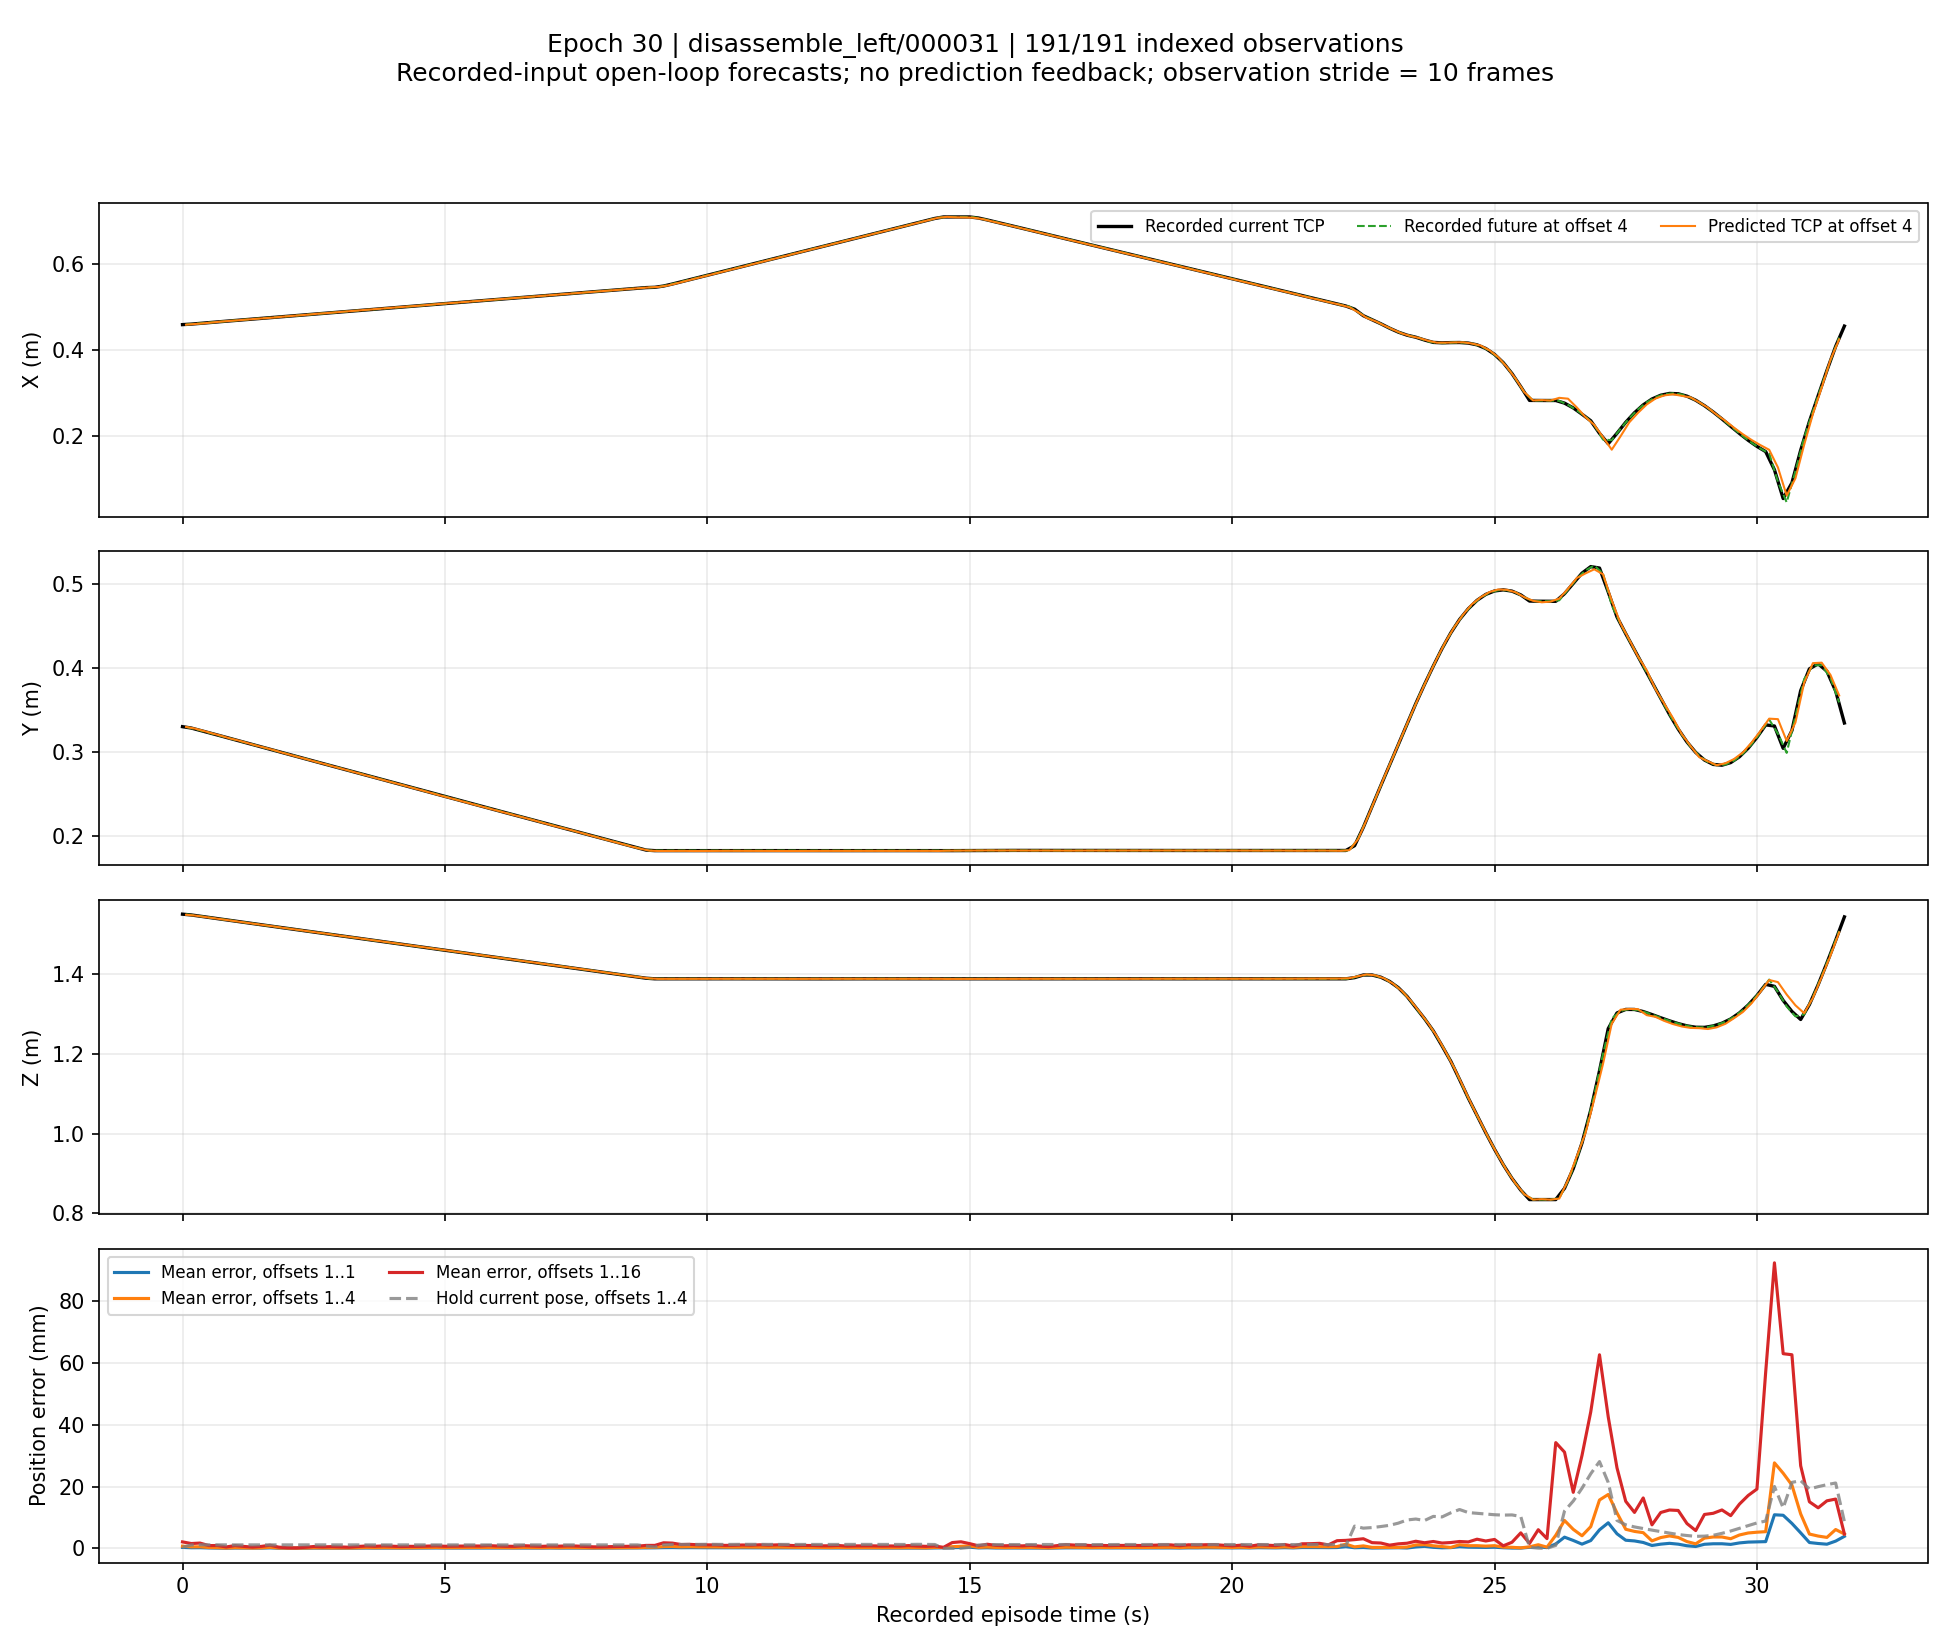 Epoch 30 | disassemble_left/000031 | 191/191 indexed observations
Recorded-input open-loop forecasts; no prediction feedback; observation stride = 10 frames
Recorded current TCP
Recorded future at offset 4
Predicted TCP at offset 4
X (m)
0.6
0.4
0.2
Y (m)
0.5
0.4
0.3
0.2
Z (m)
1.4
1.2
1.0
0.8
Mean error, offsets 1..1
Mean error, offsets 1..4
Mean error, offsets 1..16
Hold current pose, offsets 1..4
Position error (mm)
80
60
40
20
0
0
5
10
15
20
25
30
Recorded episode time (s)